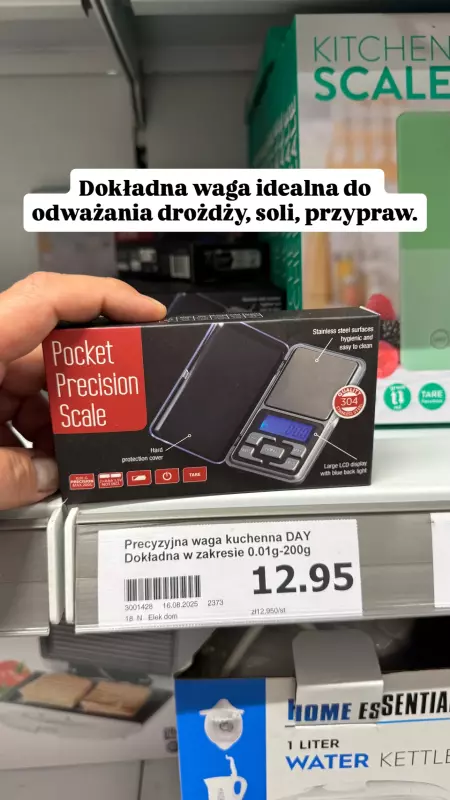 KITCHEN
SCALE
Dokładna waga idealna do
odważania drożdży, soli, przypraw.
Pocket
Precision
Scale
Stainless steel surfaces
hygienic and
easy to clean
QUALITY
304
Hard
protection cover
Large LCD display
with blue back light
TARE
TARE
Precyzyjna waga kuchenna DAY
Dokładna w zakresie 0.01g-200g
12.95
3001428 16.08.2025 2373
zł12,950/st
18 N Elek dom
HOME ESSENTIA
1 LITER
WATER KETTLE